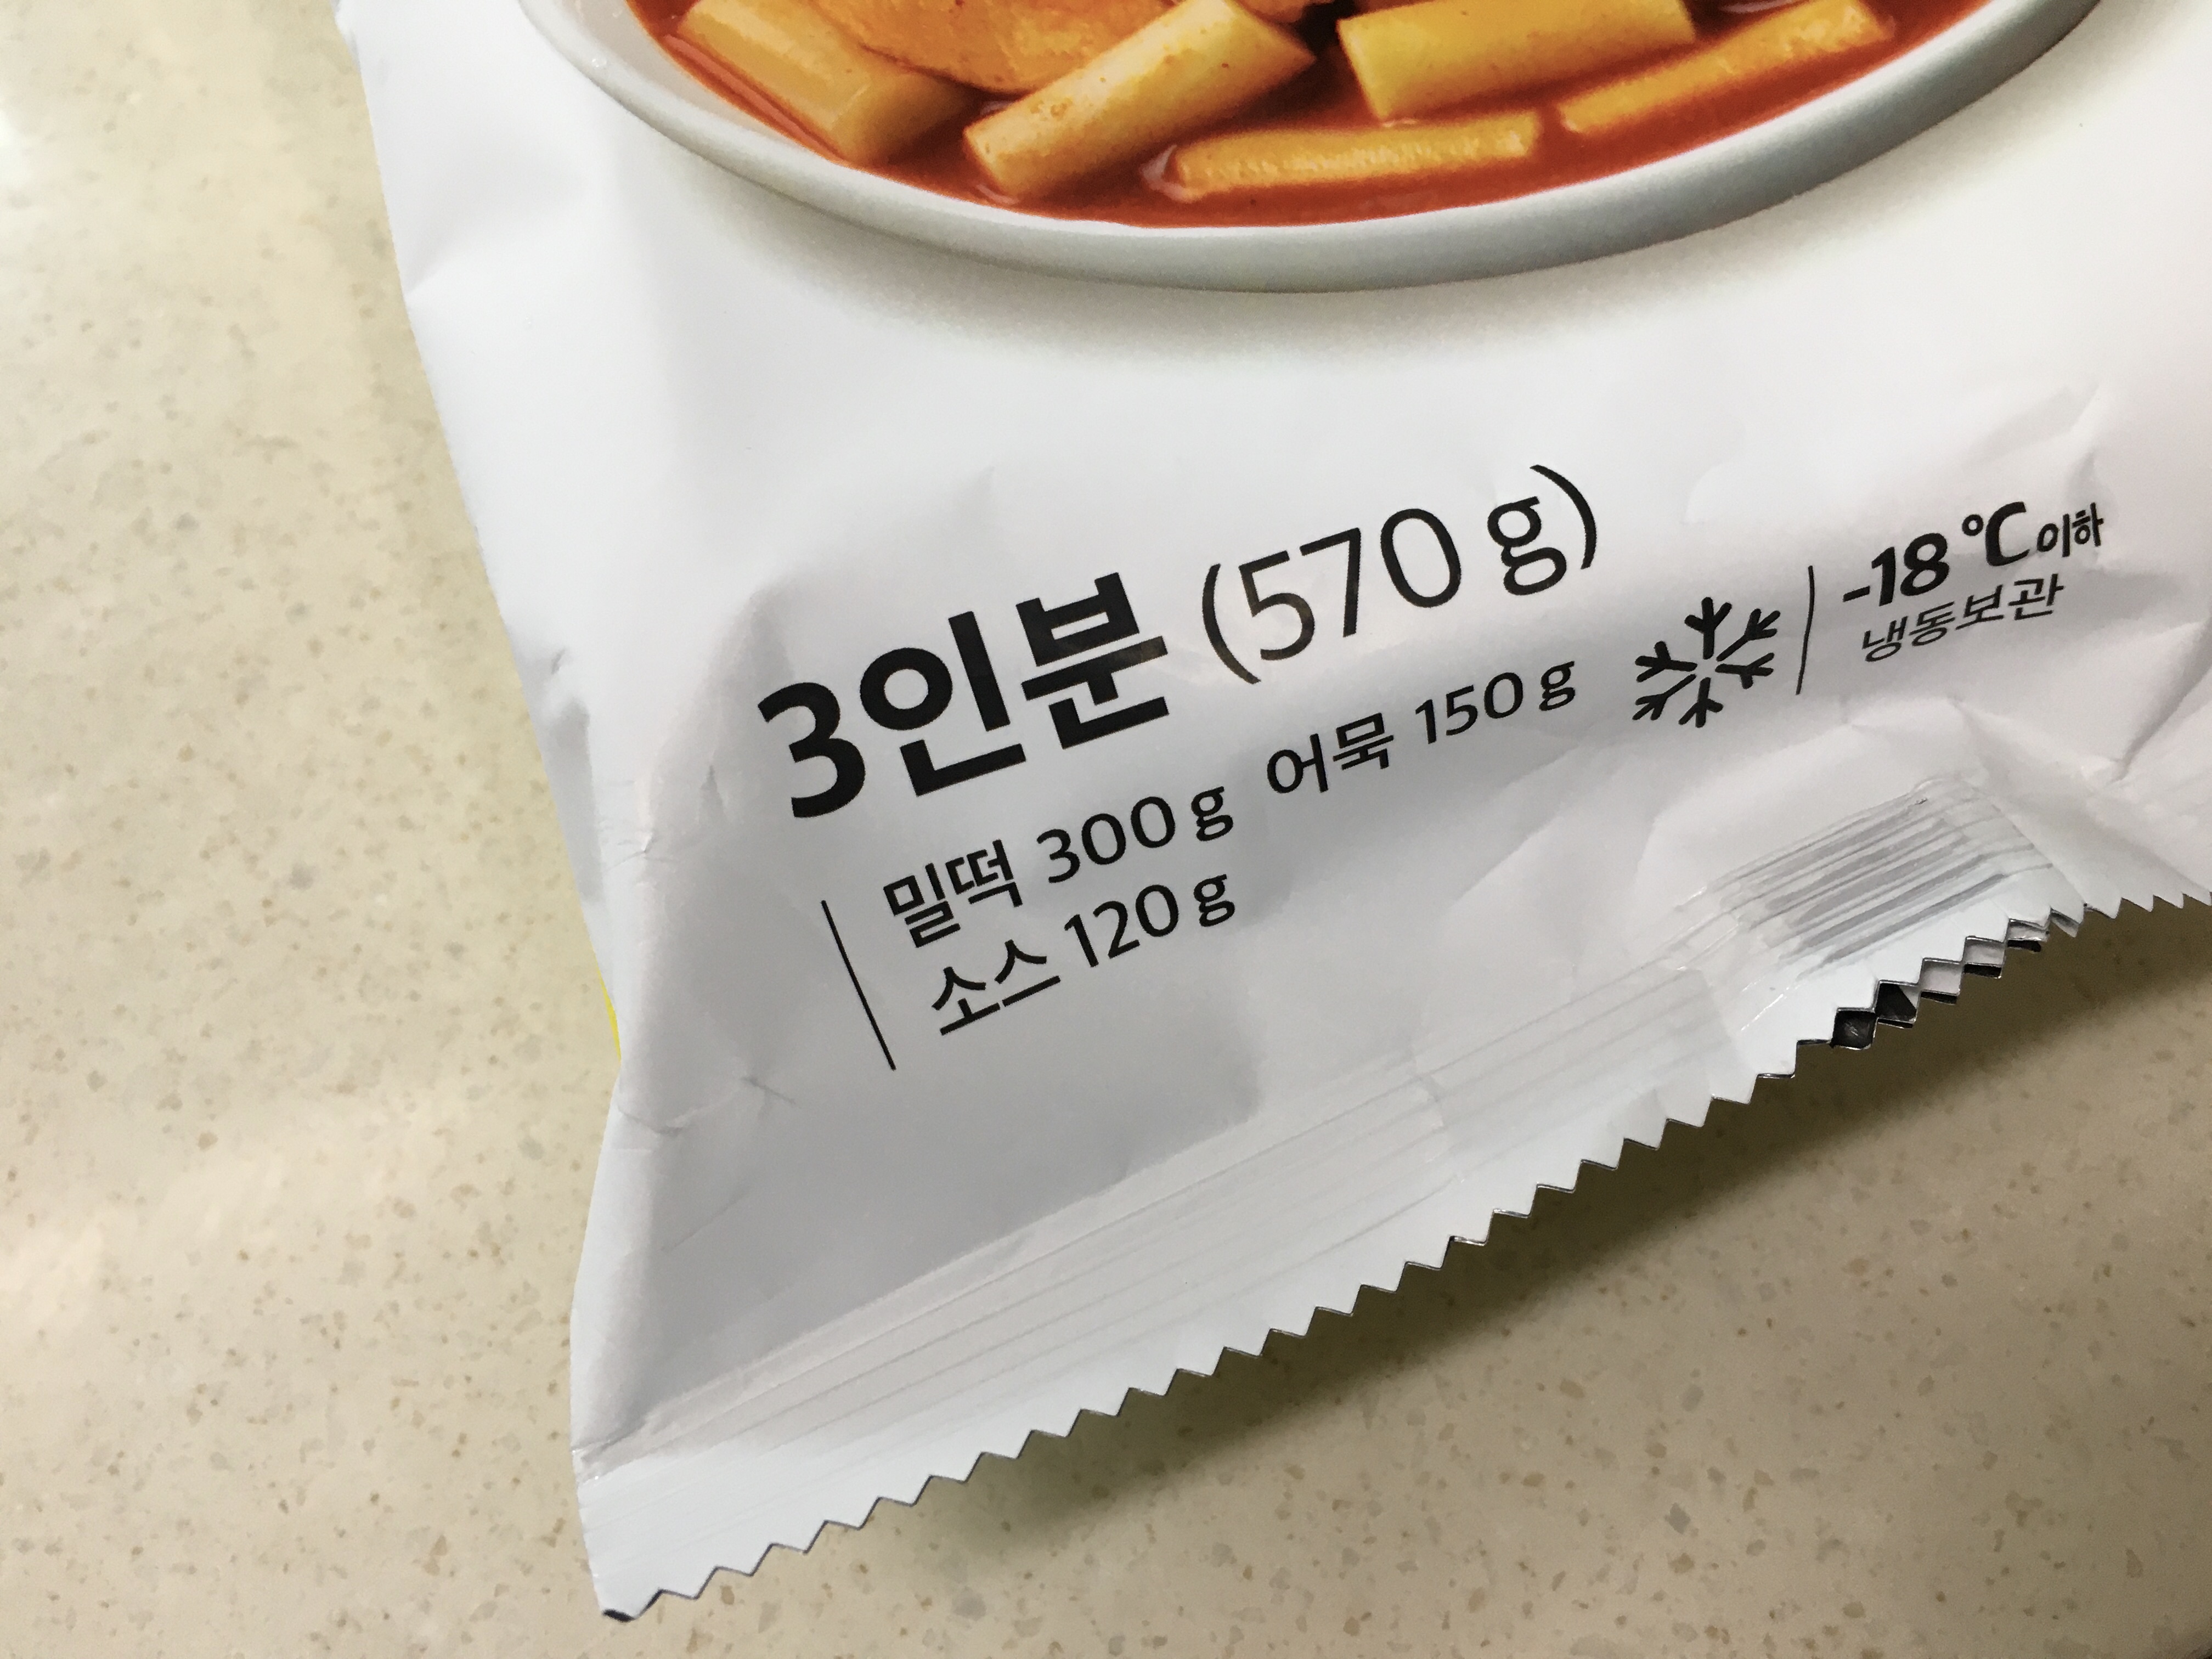 3인분 (570 g)
밀떡 300 g 어묵 150 g
소스 120 g
-18 ℃ 이하
냉동보관